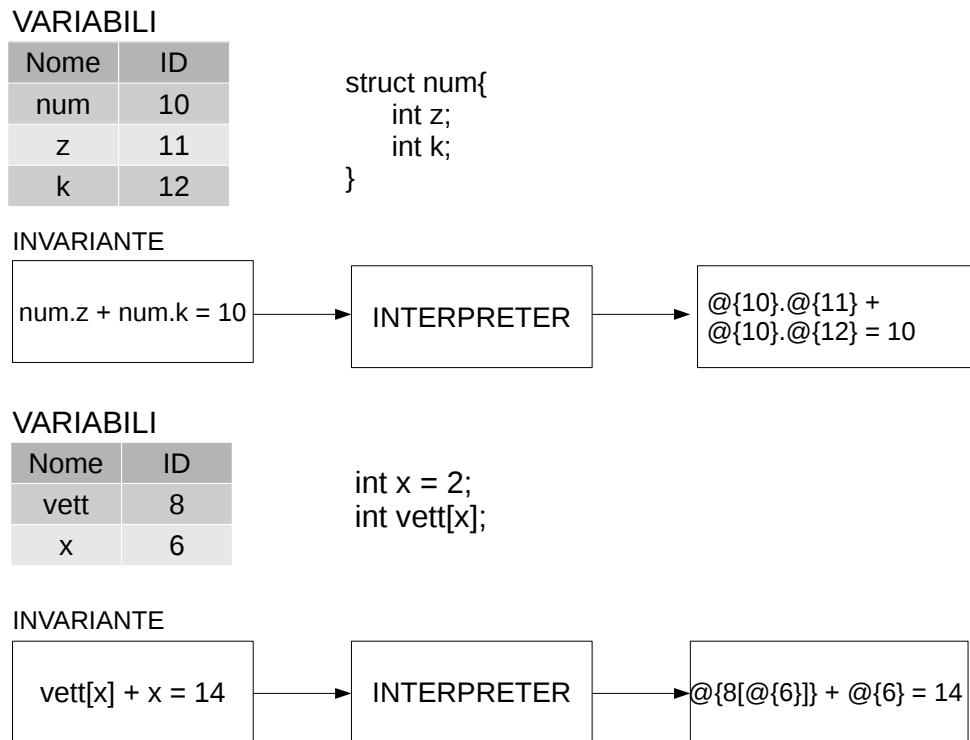 VARIABILI
Nome ID
num 10
z 11
k 12
struct num{
int z;
int k;
}
INVARIANTE
num.z + num.k = 10
INTERPRETER
@{10}.@{11} +
@{10}.@{12} = 10
VARIABILI
Nome ID
vett 8
x 6
int x = 2;
int vett[x];
INVARIANTE
vett[x] + x = 14
INTERPRETER
@{8[@{6}]} + @{6} = 14